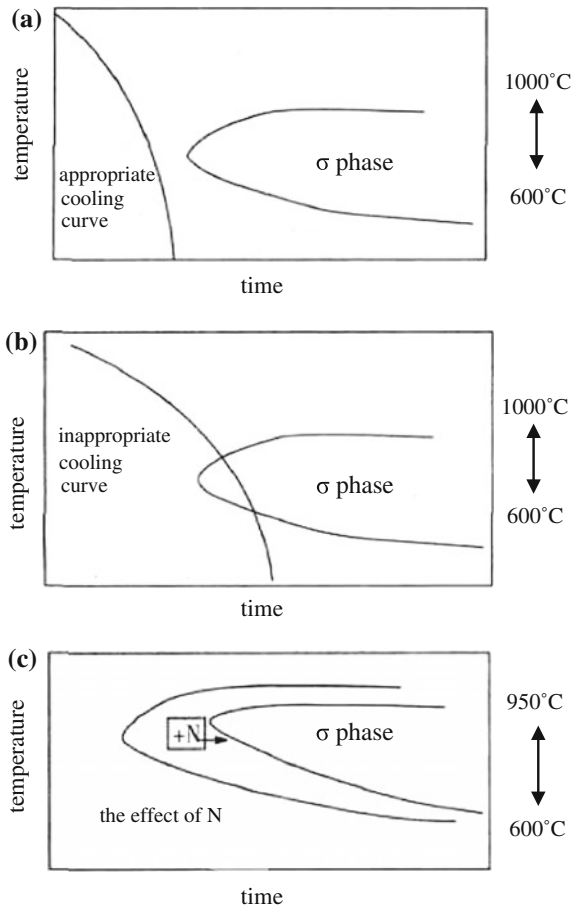 (a)
temperature
1000°C
σ phase
appropriate
cooling
curve
600°C
time
(b)
temperature
1000°C
inappropriate
cooling
curve
σ phase
600°C
time
(c)
temperature
950°C
+N
σ phase
the effect of N
600°C
time